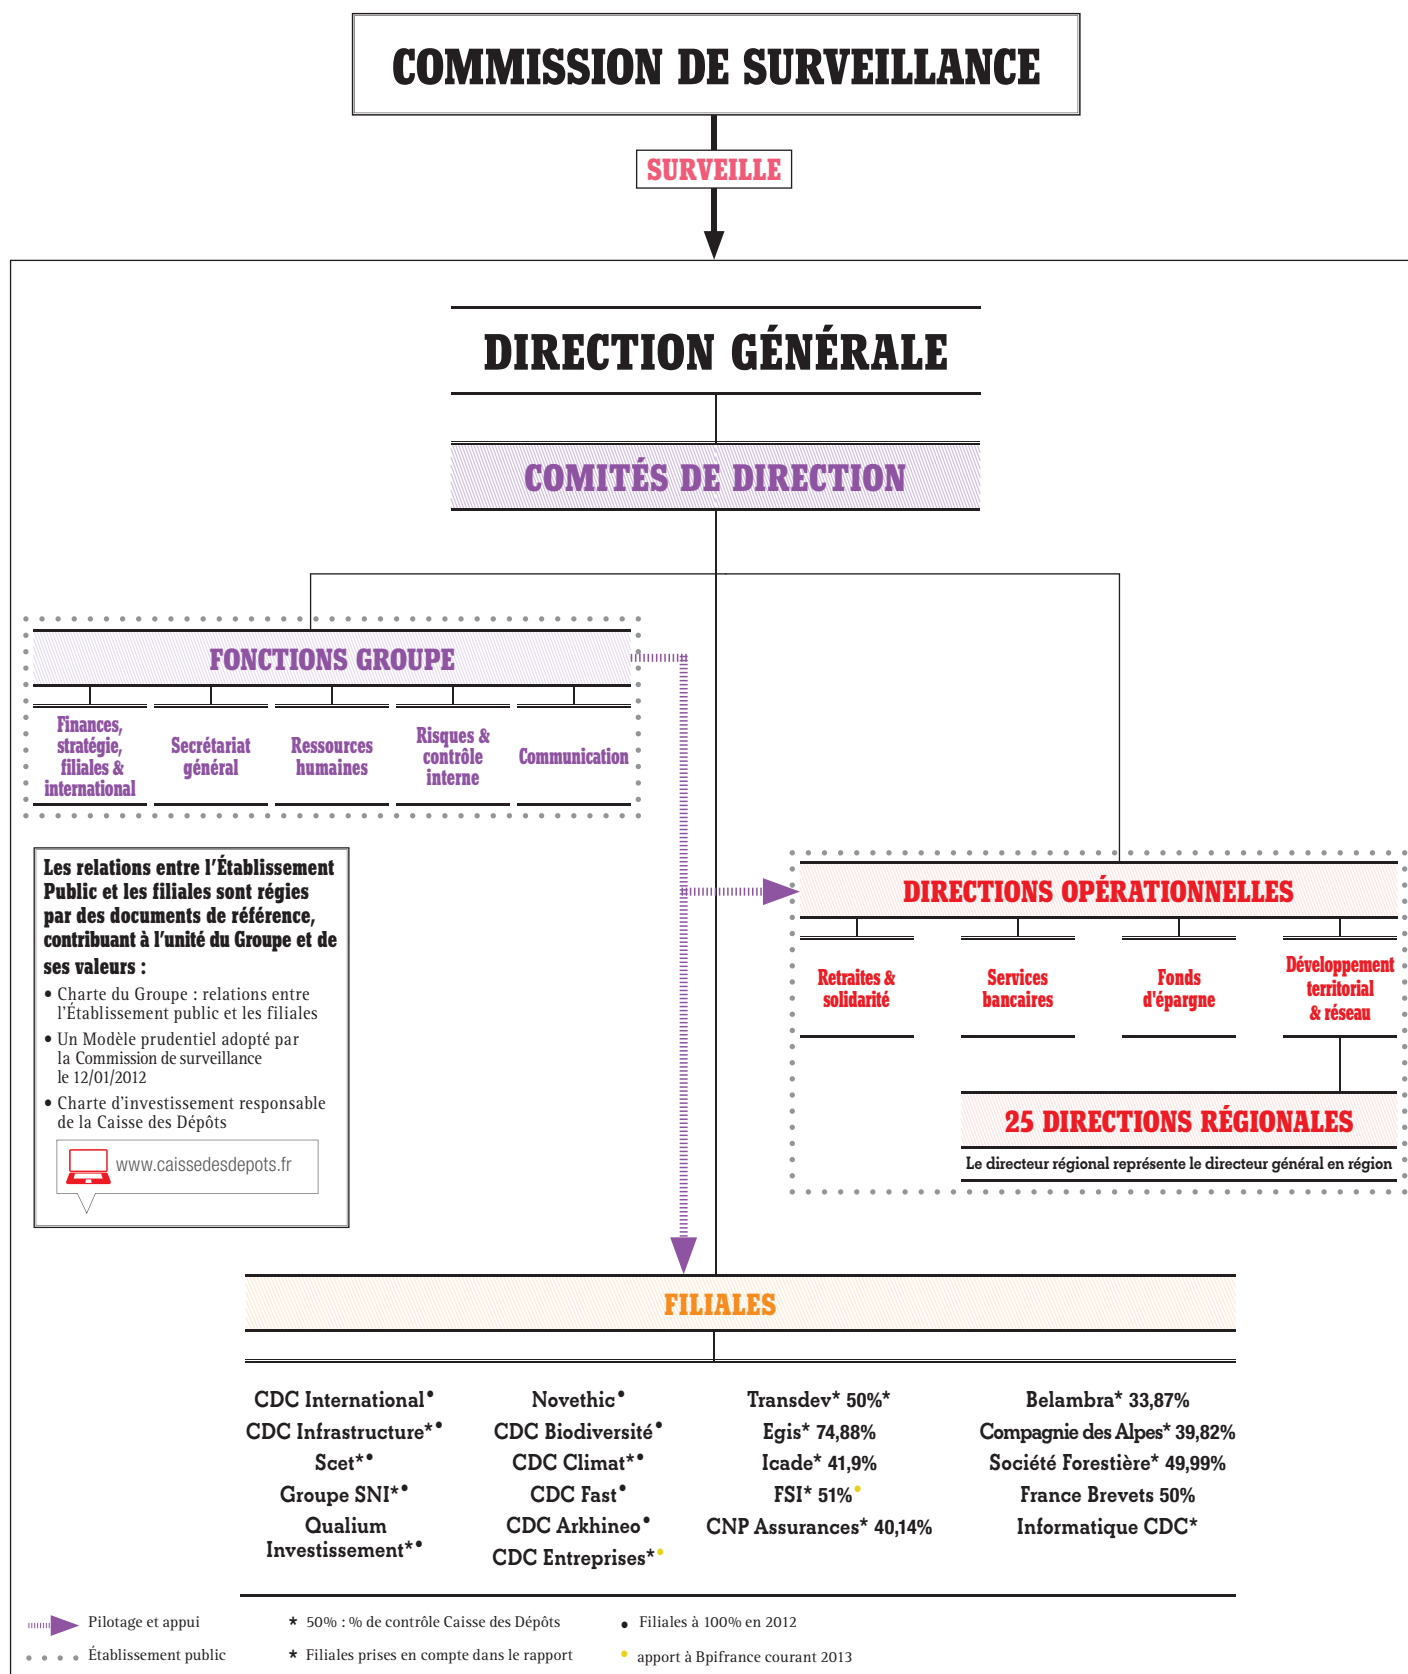 COMMISSION DE SURVEILLANCE
SURVEILLE
DIRECTION GÉNÉRALE
COMITÉS DE DIRECTION
FONCTIONS GROUPE
Finances,
stratégie,
filiales &
international
Secrétariat
général
Ressources
humaines
Risques &
contrôle
interne
Communication
Les relations entre l'Établissement
Public et les filiales sont régies
par des documents de référence,
contribuant à l'unité du Groupe et de
ses valeurs :
• Charte du Groupe : relations entre
l'Établissement public et les filiales
• Un Modèle prudentiel adopté par
la Commission de surveillance
le 12/01/2012
• Charte d'investissement responsable
de la Caisse des Dépôts
www.caissedesdepots.fr
DIRECTIONS OPÉRATIONNELLES
Retraites &
solidarité
Services
bancaires
Fonds
d'épargne
Développement
territorial
& réseau
25 DIRECTIONS RÉGIONALES
Le directeur régional représente le directeur général en région
FILIALES
CDC International•
CDC Infrastructure*•
Scet*•
Groupe SNI*•
Qualium
Investissement*•
Novethic•
CDC Biodiversité•
CDC Climat*•
CDC Fast•
CDC Arkhineo•
CDC Entreprises*•
Transdev* 50%*
Egis* 74,88%
Icade* 41,9%
FSI* 51%•
CNP Assurances* 40,14%
Belambra* 33,87%
Compagnie des Alpes* 39,82%
Société Forestière* 49,99%
France Brevets 50%
Informatique CDC*
Pilotage et appui
Établissement public
* 50% : % de contrôle Caisse des Dépôts
* Filiales prises en compte dans le rapport
• Filiales à 100% en 2012
• apport à Bpifrance courant 2013